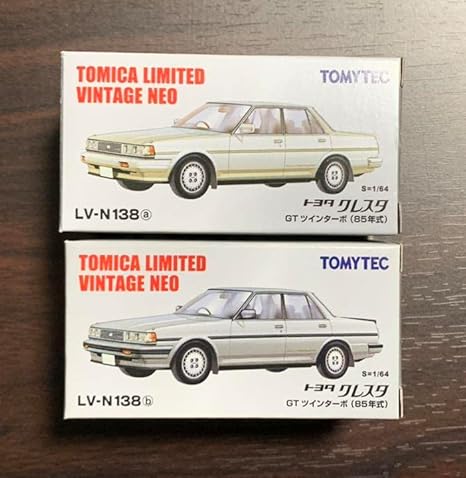 TOMICA LIMITED
VINTAGE NEO
TOMYTEC
S=1/64
LV-N138ⓐ
トヨタ クレスタ
GT ツインターボ (85年式)
TOMICA LIMITED
VINTAGE NEO
TOMYTEC
S=1/64
LV-N138ⓑ
トヨタ クレスタ
GT ツインターボ (85年式)